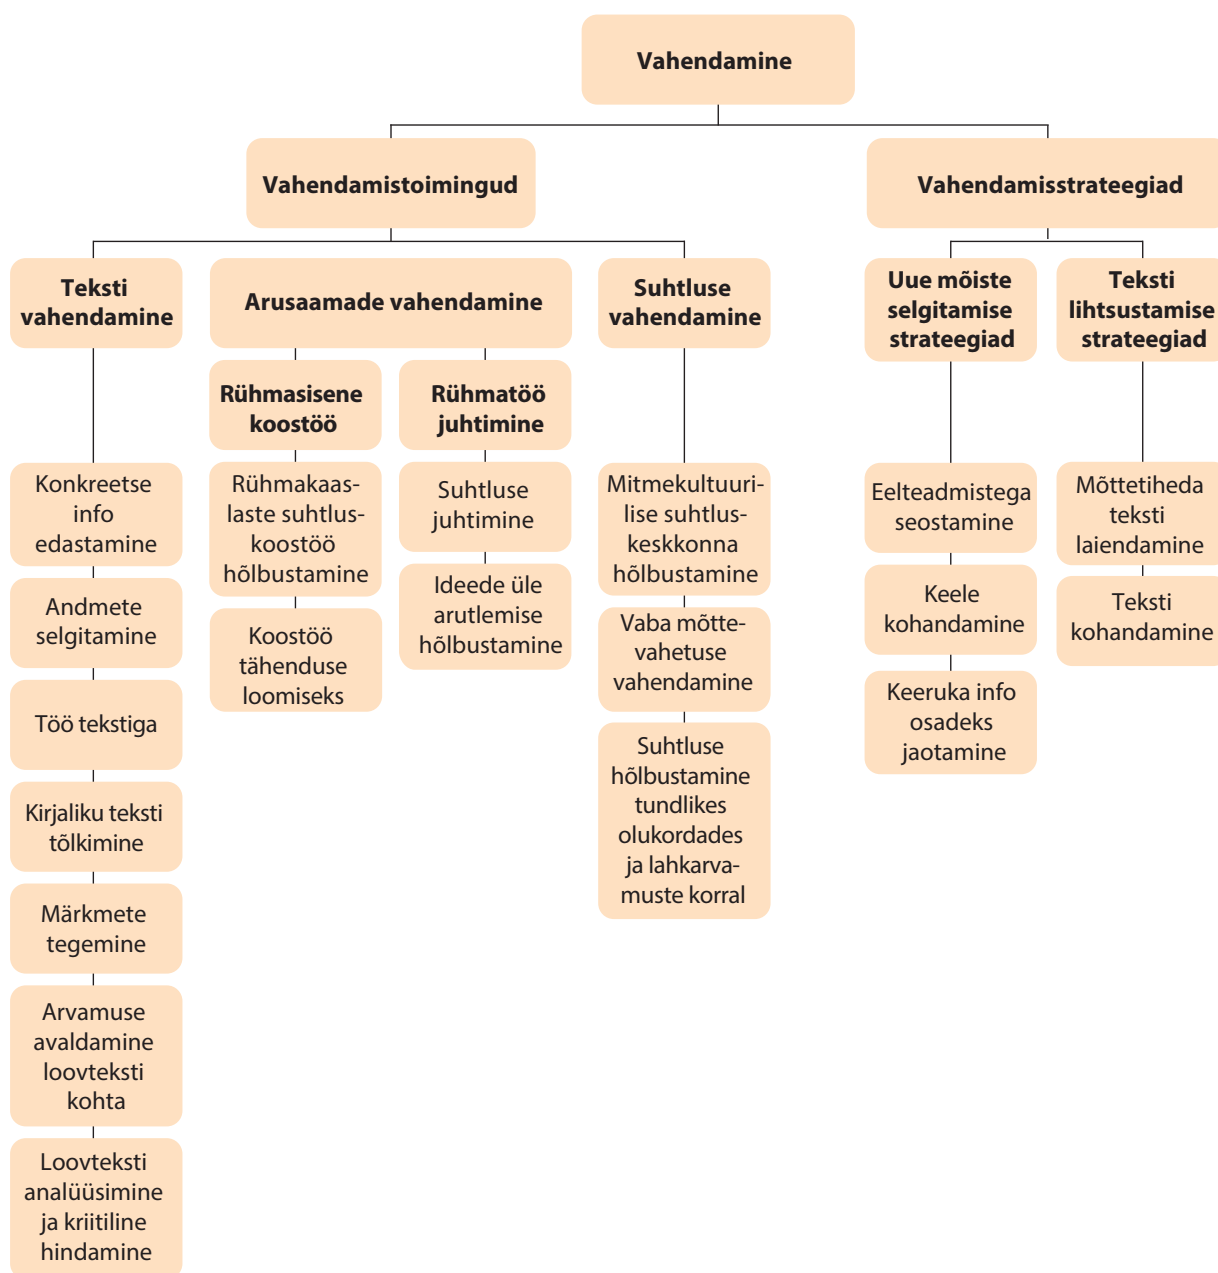 Vahendamine
Vahendamistoimingud
Vahendamisstrateegiad
Teksti
vahendamine
Arusaamade vahendamine
Suhtluse
vahendamine
Uue mõiste
selgitamise
strateegiad
Teksti
lihtsustamise
strateegiad
Rühmasisene
koostöö
Rühmatöö
juhtimine
Konkreetse
info
edastamine
Andmete
selgitamine
Töö tekstiga
Kirjaliku teksti
tõlkimine
Märkmete
tegemine
Arvamuse
avaldamine
loovteksti
kohta
Loovteksti
analüüsimine
ja kriitiline
hindamine
Rühmakaas-
laste suhtlus-
koostöö
hõlbustamine
Koostöö
tähenduse
loomiseks
Suhtluse
juhtimine
Ideede üle
arutlemise
hõlbustamine
Mitmekultuuri-
lise suhtlus-
keskkonna
hõlbustamine
Vaba mõtte-
vahetuse
vahendamine
Suhtluse
hõlbustamine
tundlikes
olukordades
ja lahkarva-
muste korral
Eelteadmistega
seostamine
Keele
kohandamine
Keeruka info
osadeks
jaotamine
Mõttetiheda
teksti
laiendamine
Teksti
kohandamine